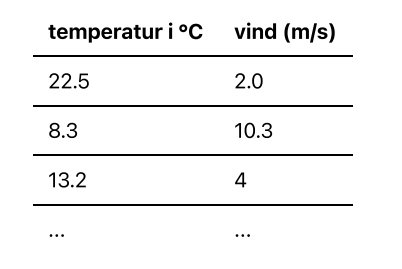 temperatur i °C vind (m/s)
22.5 2.0
8.3 10.3
13.2 4
... ...